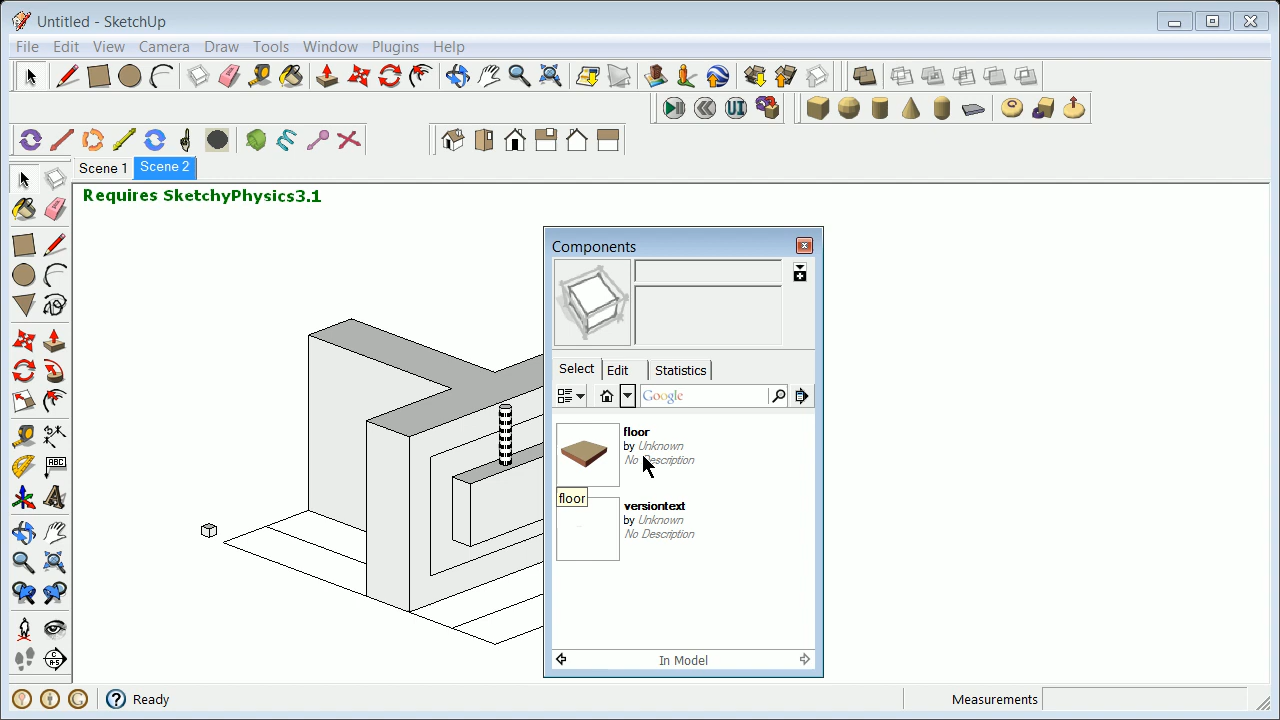 Untitled - SketchUp
File Edit View Camera Draw Tools Window Plugins Help
UI
Scene 1 Scene 2
Requires SketchyPhysics3.1
Components
Select Edit Statistics
Google
floor
by Unknown
No Description
floor
versiontext
by Unknown
No Description
In Model
ABC
A
Ready
Measurements